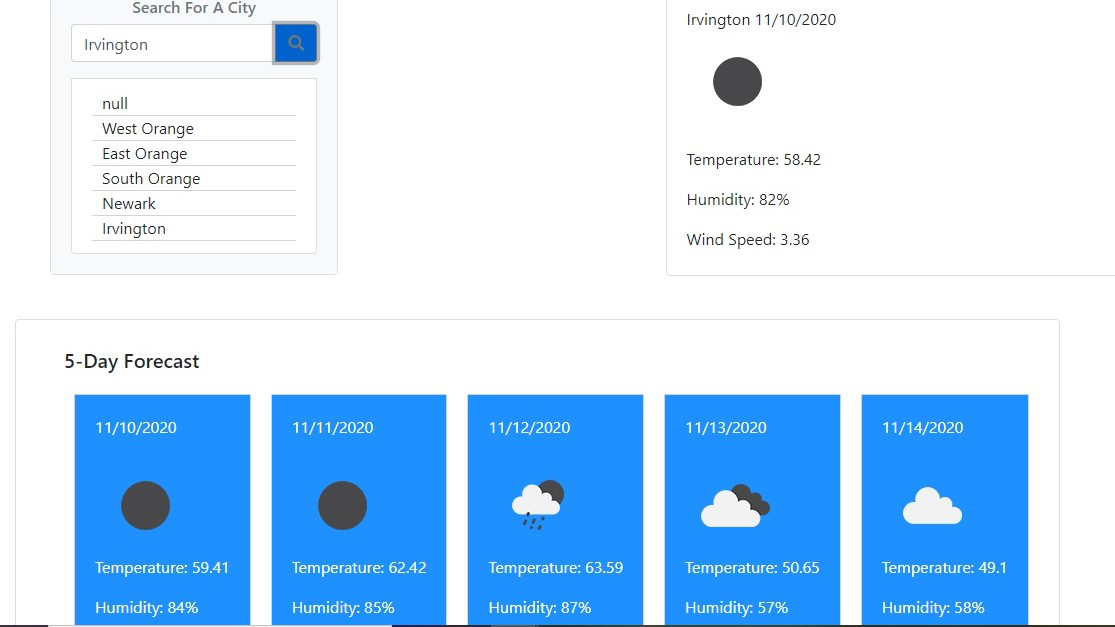 Search For A City
Irvington
null
West Orange
East Orange
South Orange
Newark
Irvington
Irvington 11/10/2020
Temperature: 58.42
Humidity: 82%
Wind Speed: 3.36
5-Day Forecast
11/10/2020
Temperature: 59.41
Humidity: 84%
11/11/2020
Temperature: 62.42
Humidity: 85%
11/12/2020
Temperature: 63.59
Humidity: 87%
11/13/2020
Temperature: 50.65
Humidity: 57%
11/14/2020
Temperature: 49.1
Humidity: 58%